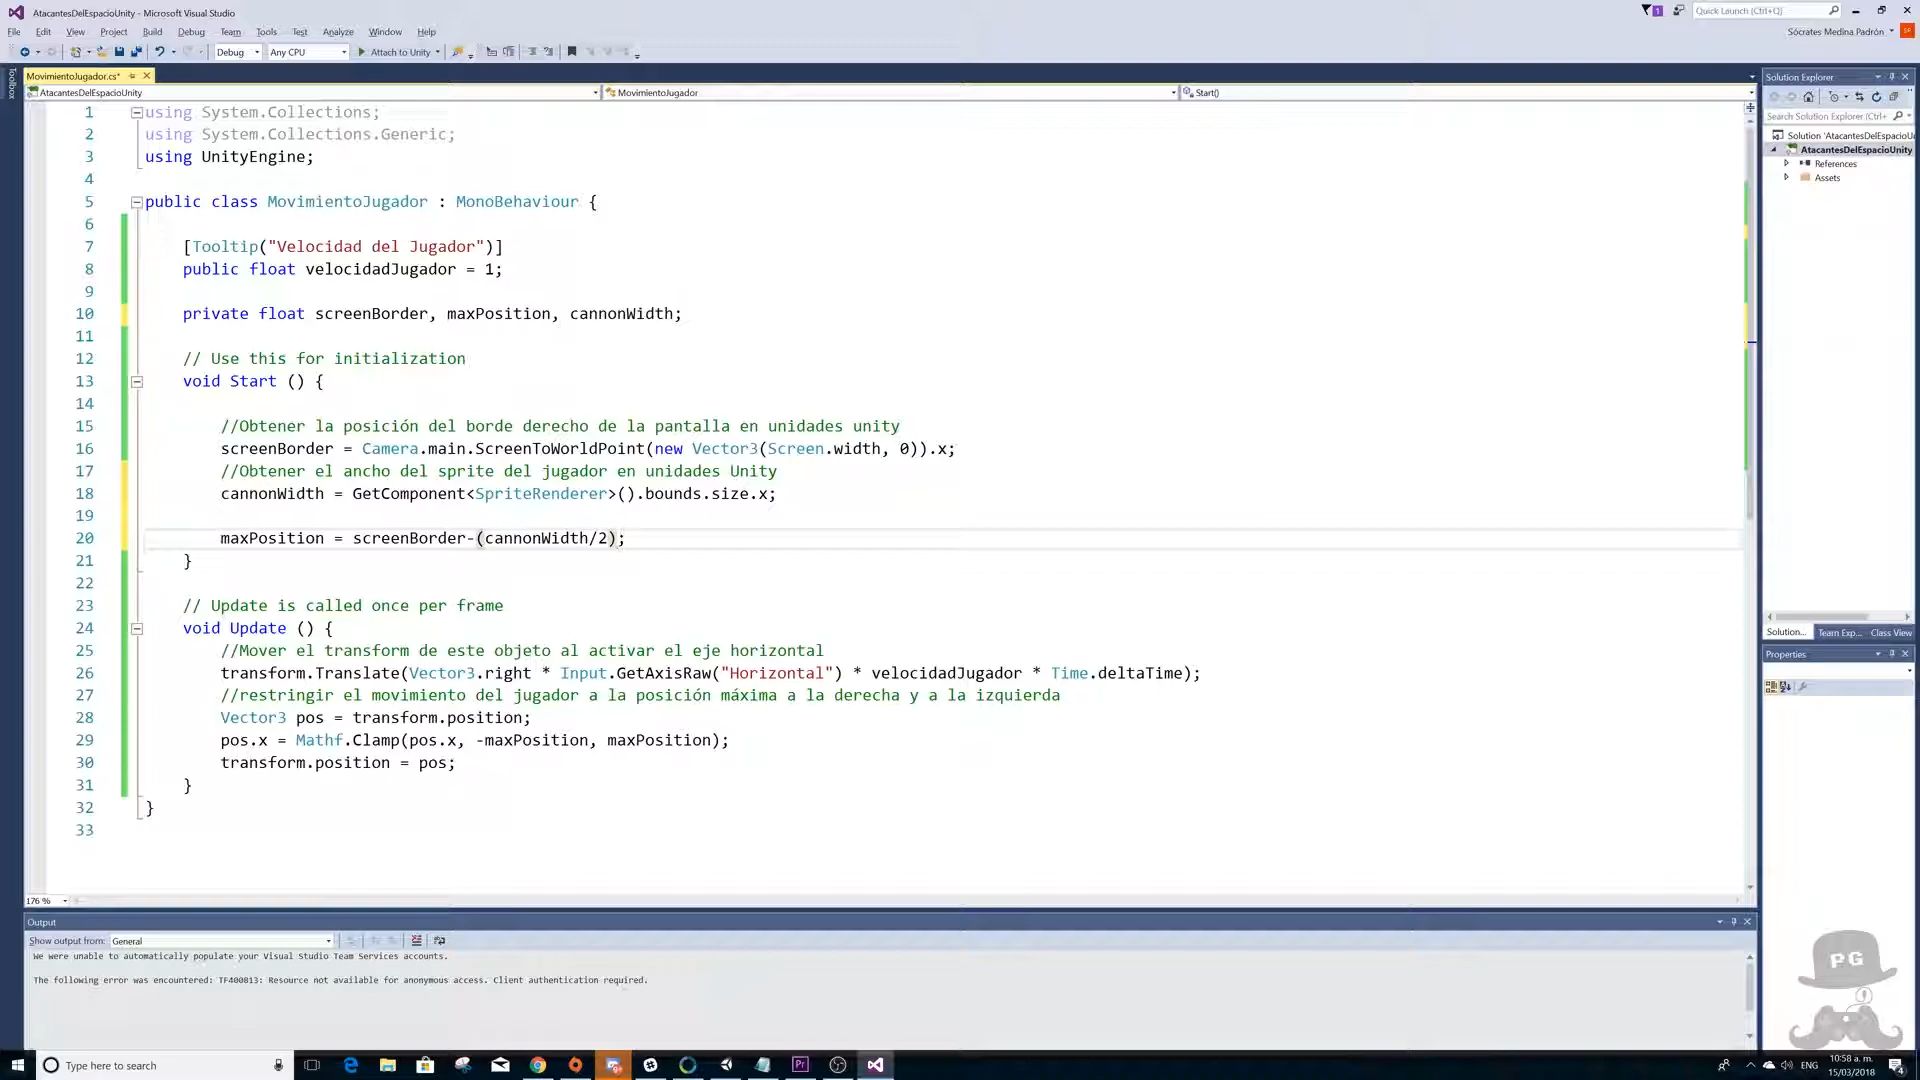 AtacantesDelEspacioUnity - Microsoft Visual Studio
1
Quick Launch (Ctrl+Q)
File Edit View Project Build Debug Team Tools Test Analyze Window Help
Sócrates Medina Padrón
Debug Any CPU Attach to Unity
Toolbox
MovimientoJugador.cs*
AtacantesDelEspacioUnity MovimientoJugador Start()
1 using System.Collections;
2 using System.Collections.Generic;
3 using UnityEngine;
4
5 public class MovimientoJugador : MonoBehaviour {
6
7 [Tooltip("Velocidad del Jugador")]
8 public float velocidadJugador = 1;
9
10 private float screenBorder, maxPosition, cannonWidth;
11
12 // Use this for initialization
13 void Start () {
14
15 //Obtener la posición del borde derecho de la pantalla en unidades unity
16 screenBorder = Camera.main.ScreenToWorldPoint(new Vector3(Screen.width, 0)).x;
17 //Obtener el ancho del sprite del jugador en unidades Unity
18 cannonWidth = GetComponent<SpriteRenderer>().bounds.size.x;
19
20 maxPosition = screenBorder-(cannonWidth/2);
21 }
22
23 // Update is called once per frame
24 void Update () {
25 //Mover el transform de este objeto al activar el eje horizontal
26 transform.Translate(Vector3.right * Input.GetAxisRaw("Horizontal") * velocidadJugador * Time.deltaTime);
27 //restringir el movimiento del jugador a la posición máxima a la derecha y a la izquierda
28 Vector3 pos = transform.position;
29 pos.x = Mathf.Clamp(pos.x, -maxPosition, maxPosition);
30 transform.position = pos;
31 }
32 }
33
176 %
Solution Explorer
Search Solution Explorer (Ctrl+
Solution 'AtacantesDelEspacioU
AtacantesDelEspacioUnity
References
Assets
Solution... Team Exp... Class View
Properties
Output
Show output from: General
We were unable to automatically populate your Visual Studio Team Services accounts.
The following error was encountered: TF400813: Resource not available for anonymous access. Client authentication required.
PG
Type here to search
Pr
ENG
10:58 a. m.
15/03/2018
4